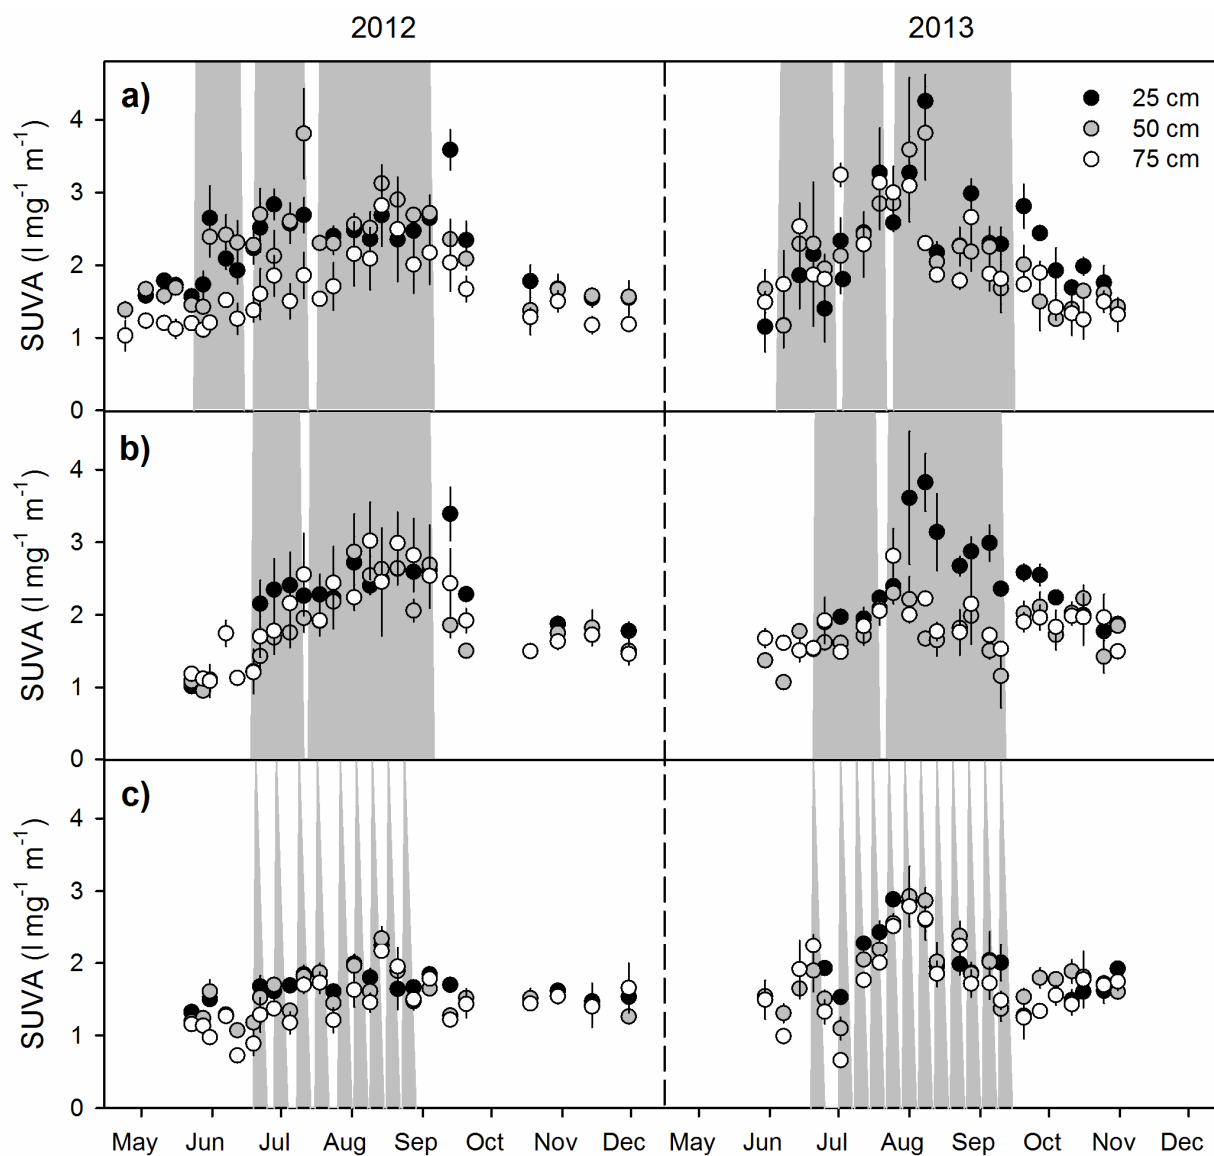 2012 2013
a)
25 cm
50 cm
75 cm
SUVA (l mg⁻¹ m⁻¹)
4
3
2
1
0
b)
SUVA (l mg⁻¹ m⁻¹)
4
3
2
1
0
c)
SUVA (l mg⁻¹ m⁻¹)
4
3
2
1
0
May Jun Jul Aug Sep Oct Nov Dec May Jun Jul Aug Sep Oct Nov Dec